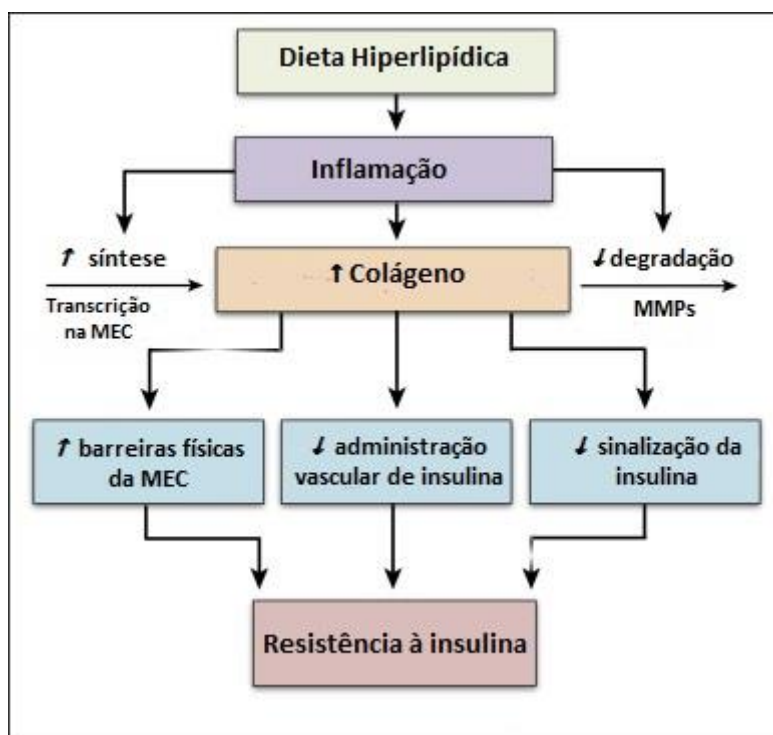 Dieta Hiperlipídica
Inflamação
↑ síntese
Transcrição
na MEC
↑ Colágeno
↓ degradação
MMPs
↑ barreiras físicas
da MEC
↓ administração
vascular de insulina
↓ sinalização da
insulina
Resistência à insulina